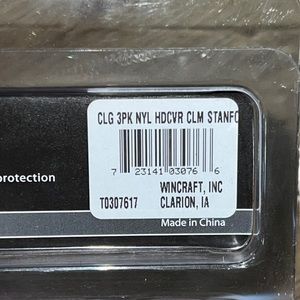 CLG 3PK NYL HDCVR CLM STANFO
7 23141 03076 6
protection
WINCRAFT, INC
T0307617 CLARION, IA
Made in China